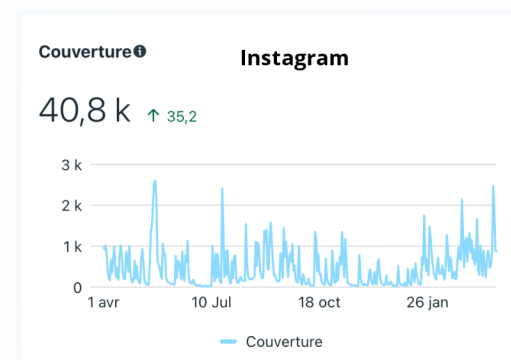 Couverture
Instagram
40,8 k ↑ 35,2
3 k
2 k
1 k
0
1 avr 10 Jul 18 oct 26 jan
Couverture